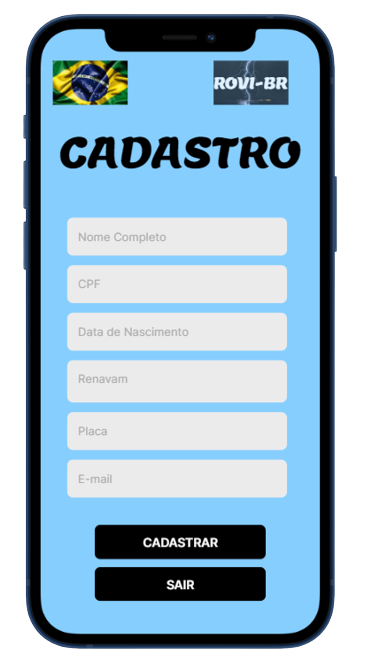 ROVI-BR
CADASTRO
Nome Completo
CPF
Data de Nascimento
Renavam
Placa
E-mail
CADASTRAR
SAIR